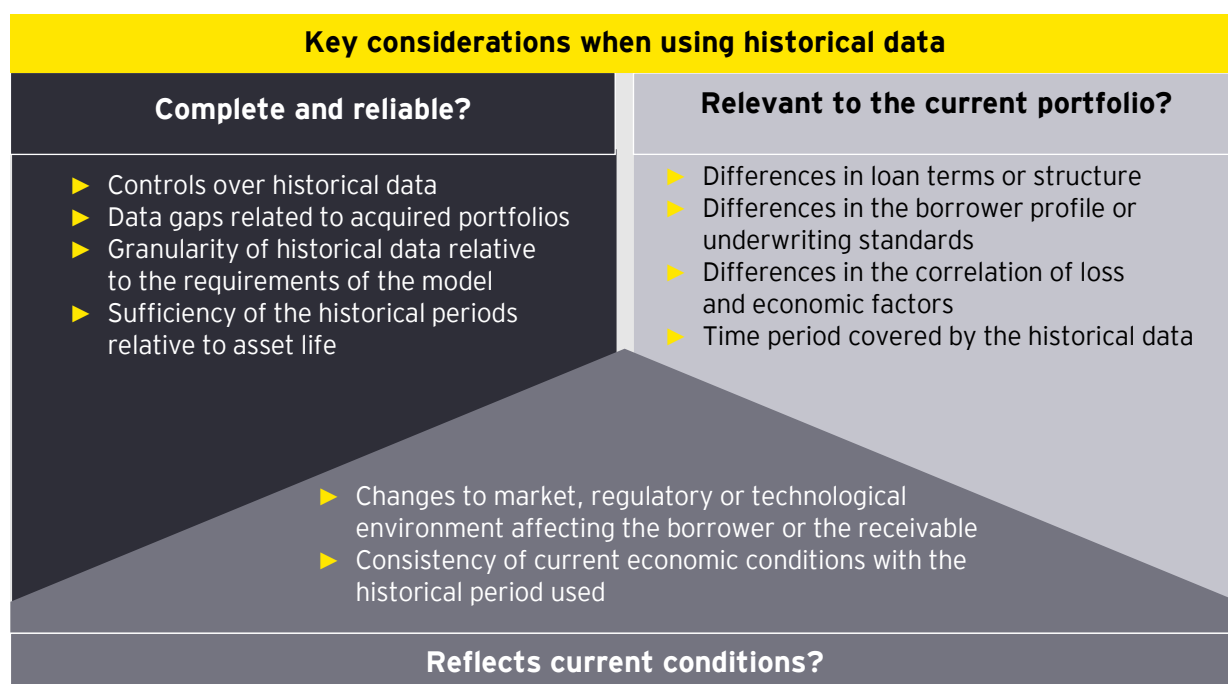 Key considerations when using historical data
Complete and reliable?
► Controls over historical data
► Data gaps related to acquired portfolios
► Granularity of historical data relative
to the requirements of the model
► Sufficiency of the historical periods
relative to asset life
Relevant to the current portfolio?
► Differences in loan terms or structure
► Differences in the borrower profile or
underwriting standards
► Differences in the correlation of loss
and economic factors
► Time period covered by the historical data
► Changes to market, regulatory or technological
environment affecting the borrower or the receivable
► Consistency of current economic conditions with the
historical period used
Reflects current conditions?